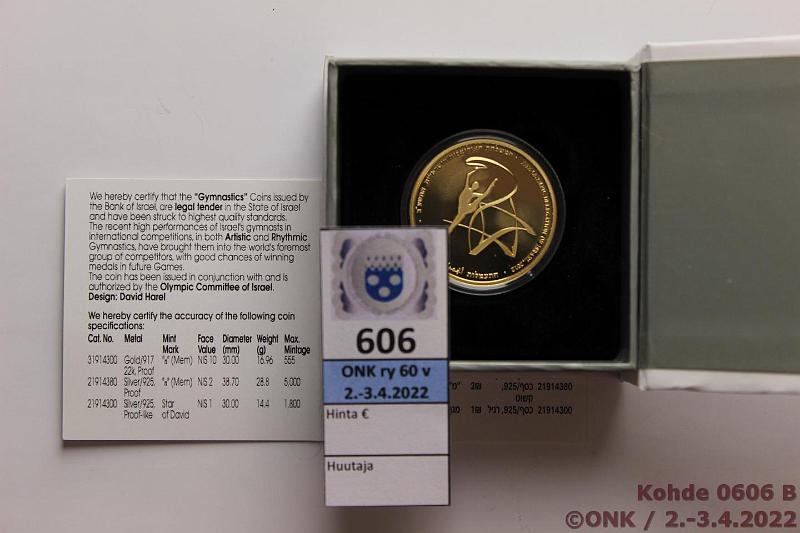 We hereby certify that the "Gymnastics" Coins issued by
the Bank of Israel, are legal tender in the State of Israel
and have been struck to highest quality standards.
The recent high performances of Israel's gymnasts in
international competitions, in both Artistic and Rhythmic
Gymnastics, have brought them into the world's foremost
group of competitors, with good chances of winning
medals in future Games.
The coin has been issued in conjunction with and is
authorized by the Olympic Committee of Israel.
Design: David Harel
We hereby certify the accuracy of the following coin
specifications:
Cat. No. Metal Mint Mark Face Value Diameter (mm) Weight (g) Max. Mintage
31914300 Gold/917 22k, Proof "מ" (Mem) NIS 10 30.00 16.96 555
21914380 Silver/925, Proof "מ" (Mem) NIS 2 38.70 28.8 5,000
21914300 Silver/925, Proof-like Star of David NIS 1 30.00 14.4 1,800
606
ONK ry 60 v
2.-3.4.2022
Hinta €
Huutaja
21914380 כסף/925,
21914300 כסף/925, רגיל
Kohde 0606 B
©ONK / 2.-3.4.2022